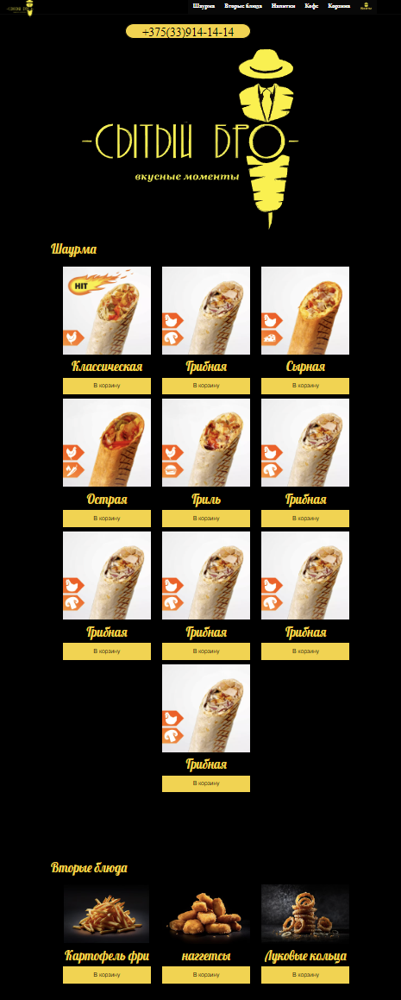 Шаурма Вторые блюда Напитки Кофе Корзина
+375(33)914-14-14
СЫТЫЙ БРО
вкусные моменты
Шаурма
HIT
Классическая Грибная Сырная
В корзину В корзину В корзину
Острая Гриль Грибная
В корзину В корзину В корзину
Грибная Грибная Грибная
В корзину В корзину В корзину
Грибная
В корзину
Вторые блюда
Картофель фри наггетсы Луковые кольца
В корзину В корзину В корзину